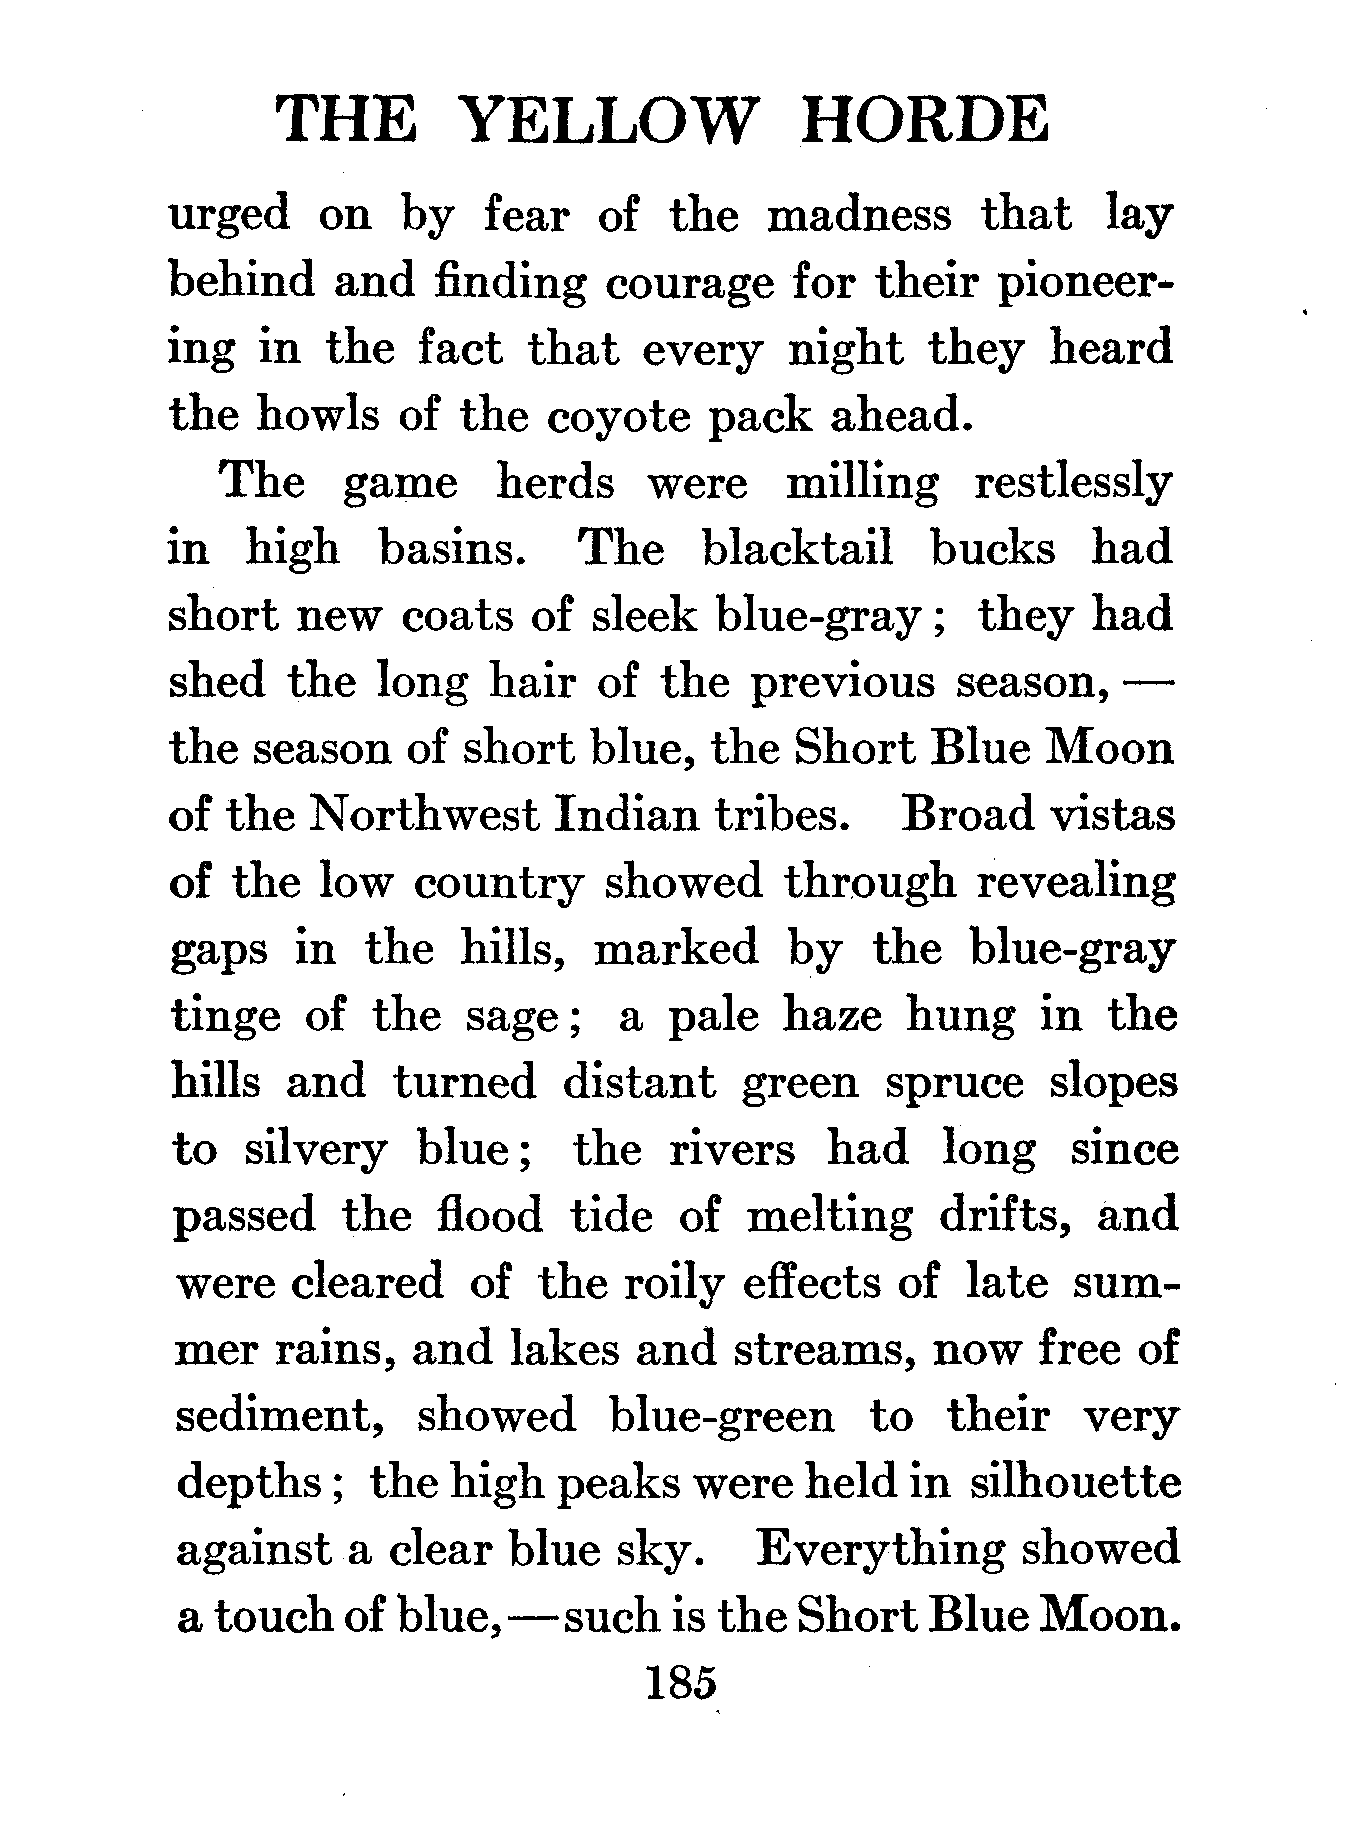 THE YELLOW HORDE
urged on by fear of the madness that lay
behind and finding courage for their pioneer-
ing in the fact that every night they heard
the howls of the coyote pack ahead.
The game herds were milling restlessly
in high basins. The blacktail bucks had
short new coats of sleek blue-gray; they had
shed the long hair of the previous season,—
the season of short blue, the Short Blue Moon
of the Northwest Indian tribes. Broad vistas
of the low country showed through revealing
gaps in the hills, marked by the blue-gray
tinge of the sage; a pale haze hung in the
hills and turned distant green spruce slopes
to silvery blue; the rivers had long since
passed the flood tide of melting drifts, and
were cleared of the roily effects of late sum-
mer rains, and lakes and streams, now free of
sediment, showed blue-green to their very
depths; the high peaks were held in silhouette
against a clear blue sky. Everything showed
a touch of blue,—such is the Short Blue Moon.
185